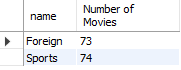 name Number of
Movies
Foreign 73
Sports 74